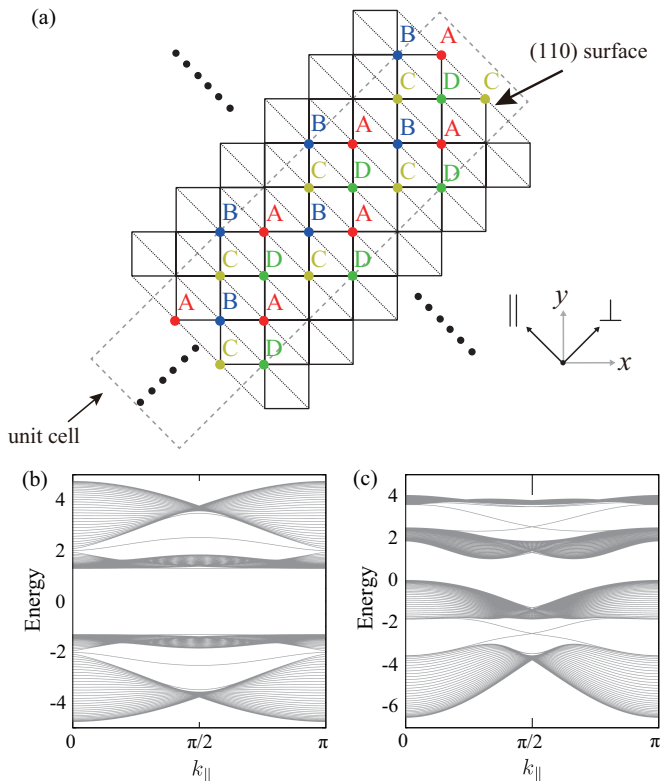 (a)
B A
(110) surface
C D C
B A B A
C D C D
B A B A
y
∥ ⊥
C D C D
x
A B A
C D
unit cell
(b) (c)
4 4
2 2
Energy 0 Energy 0
-2 -2
-4 -4
-6
0 π/2 π 0 π/2 π
k∥ k∥